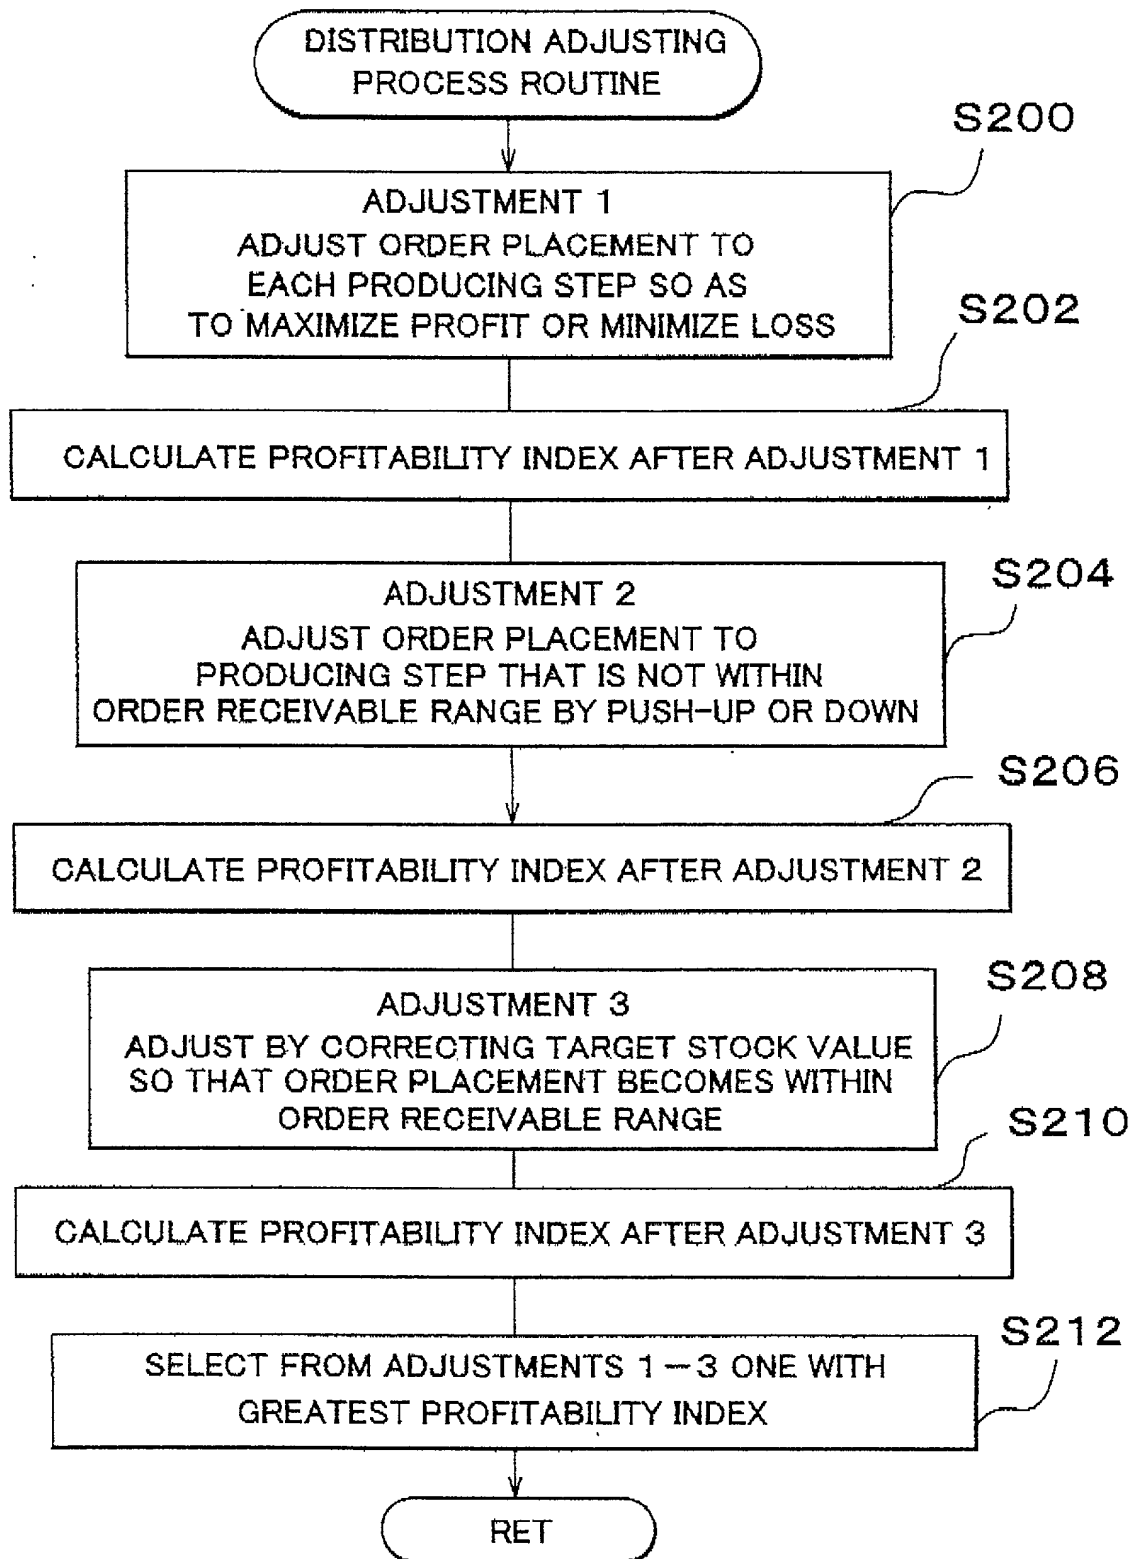 DISTRIBUTION ADJUSTING
PROCESS ROUTINE
S200
ADJUSTMENT 1
ADJUST ORDER PLACEMENT TO
EACH PRODUCING STEP SO AS
TO MAXIMIZE PROFIT OR MINIMIZE LOSS
S202
CALCULATE PROFITABILITY INDEX AFTER ADJUSTMENT 1
S204
ADJUSTMENT 2
ADJUST ORDER PLACEMENT TO
PRODUCING STEP THAT IS NOT WITHIN
ORDER RECEIVABLE RANGE BY PUSH-UP OR DOWN
S206
CALCULATE PROFITABILITY INDEX AFTER ADJUSTMENT 2
S208
ADJUSTMENT 3
ADJUST BY CORRECTING TARGET STOCK VALUE
SO THAT ORDER PLACEMENT BECOMES WITHIN
ORDER RECEIVABLE RANGE
S210
CALCULATE PROFITABILITY INDEX AFTER ADJUSTMENT 3
S212
SELECT FROM ADJUSTMENTS 1-3 ONE WITH
GREATEST PROFITABILITY INDEX
RET